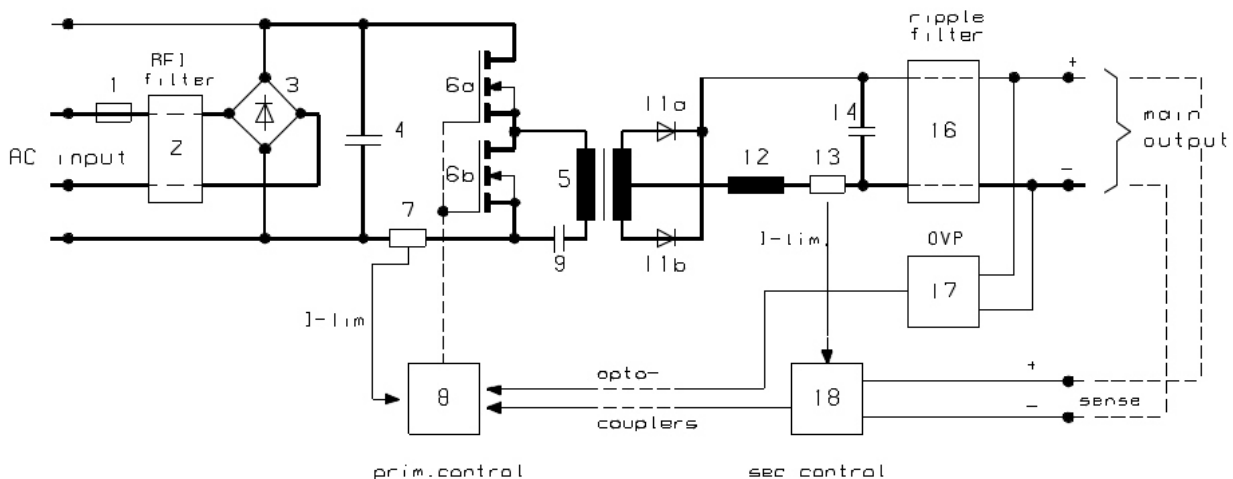 ripple
filter
RFI
filter
1
2
3
4
AC input
6a
6b
5
7
9
11a
11b
12
13
14
16
+
−
main
output
I-lim.
OVP
17
I-lim
8
opto-
couplers
18
+
−
sense
prim.control
sec control